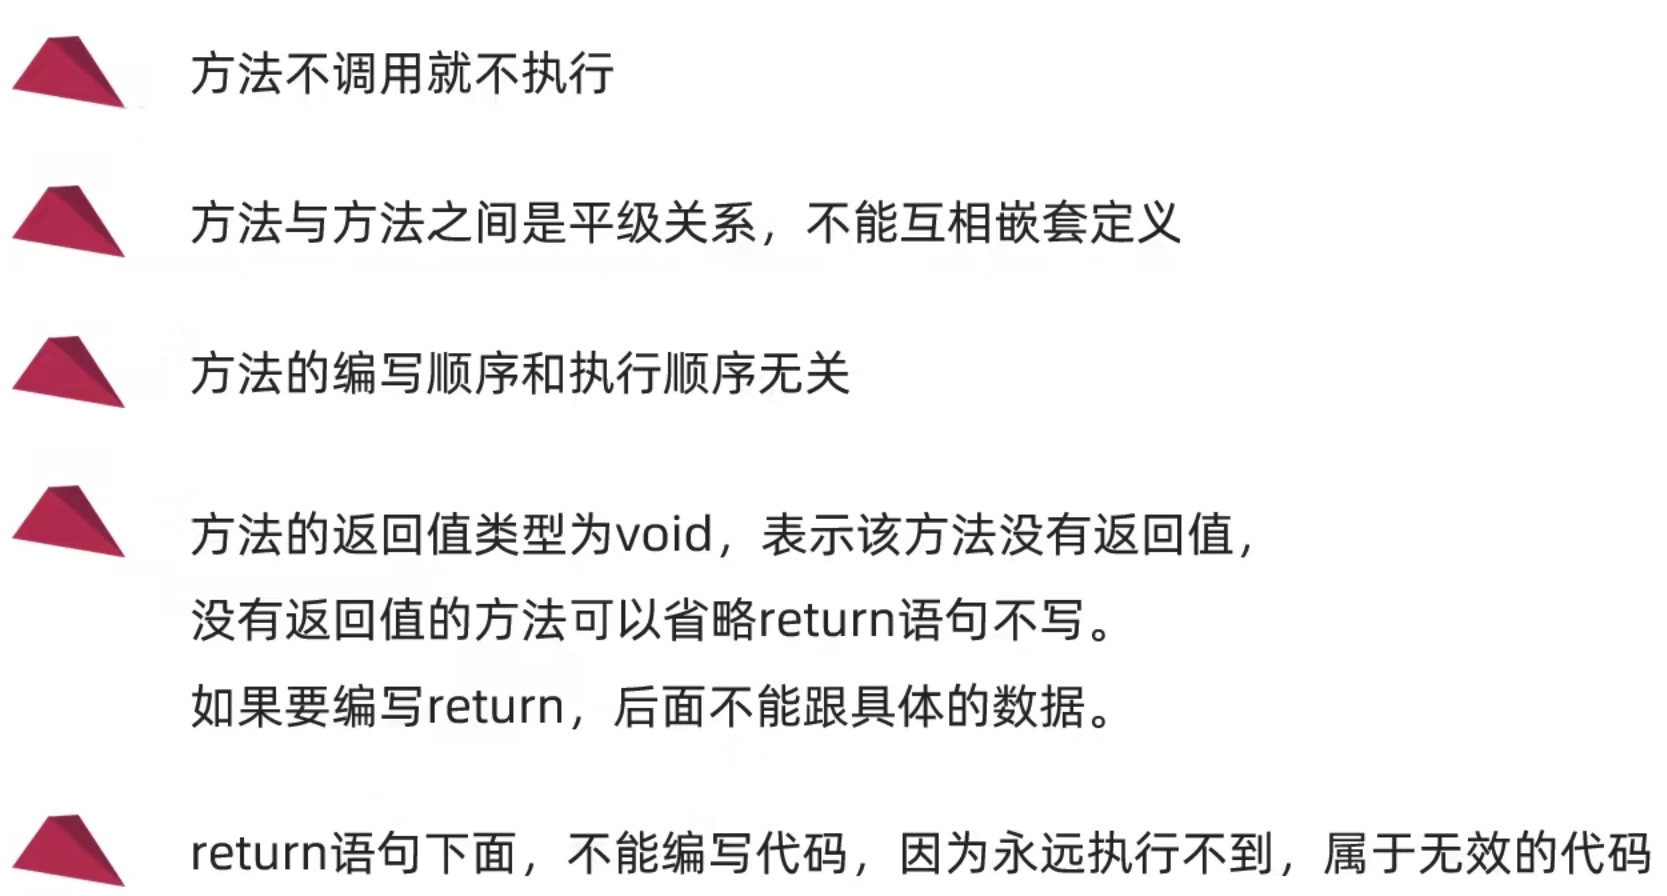 方法不调用就不执行
方法与方法之间是平级关系，不能互相嵌套定义
方法的编写顺序和执行顺序无关
方法的返回值类型为void，表示该方法没有返回值，
没有返回值的方法可以省略return语句不写。
如果要编写return，后面不能跟具体的数据。
return语句下面，不能编写代码，因为永远执行不到，属于无效的代码